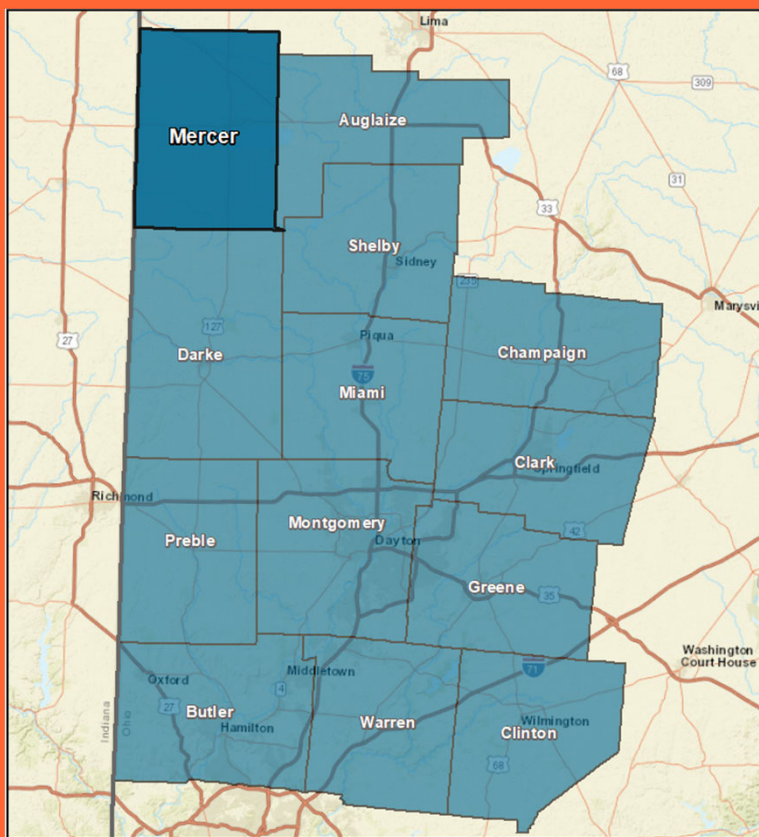 Lima
68
309
Mercer
Auglaize
31
33
Shelby
Sidney
235
Marysvi
127
27
Piqua
Darke
Champaign
75
Miami
Clark
Springfield
Richmond
Montgomery
42
Preble
Dayton
Greene
35
Washington
Court House
Middletown
71
Oxford
4
27
Butler
Indiana
Ohio
Hamilton
Warren
Wilmington
Clinton
68